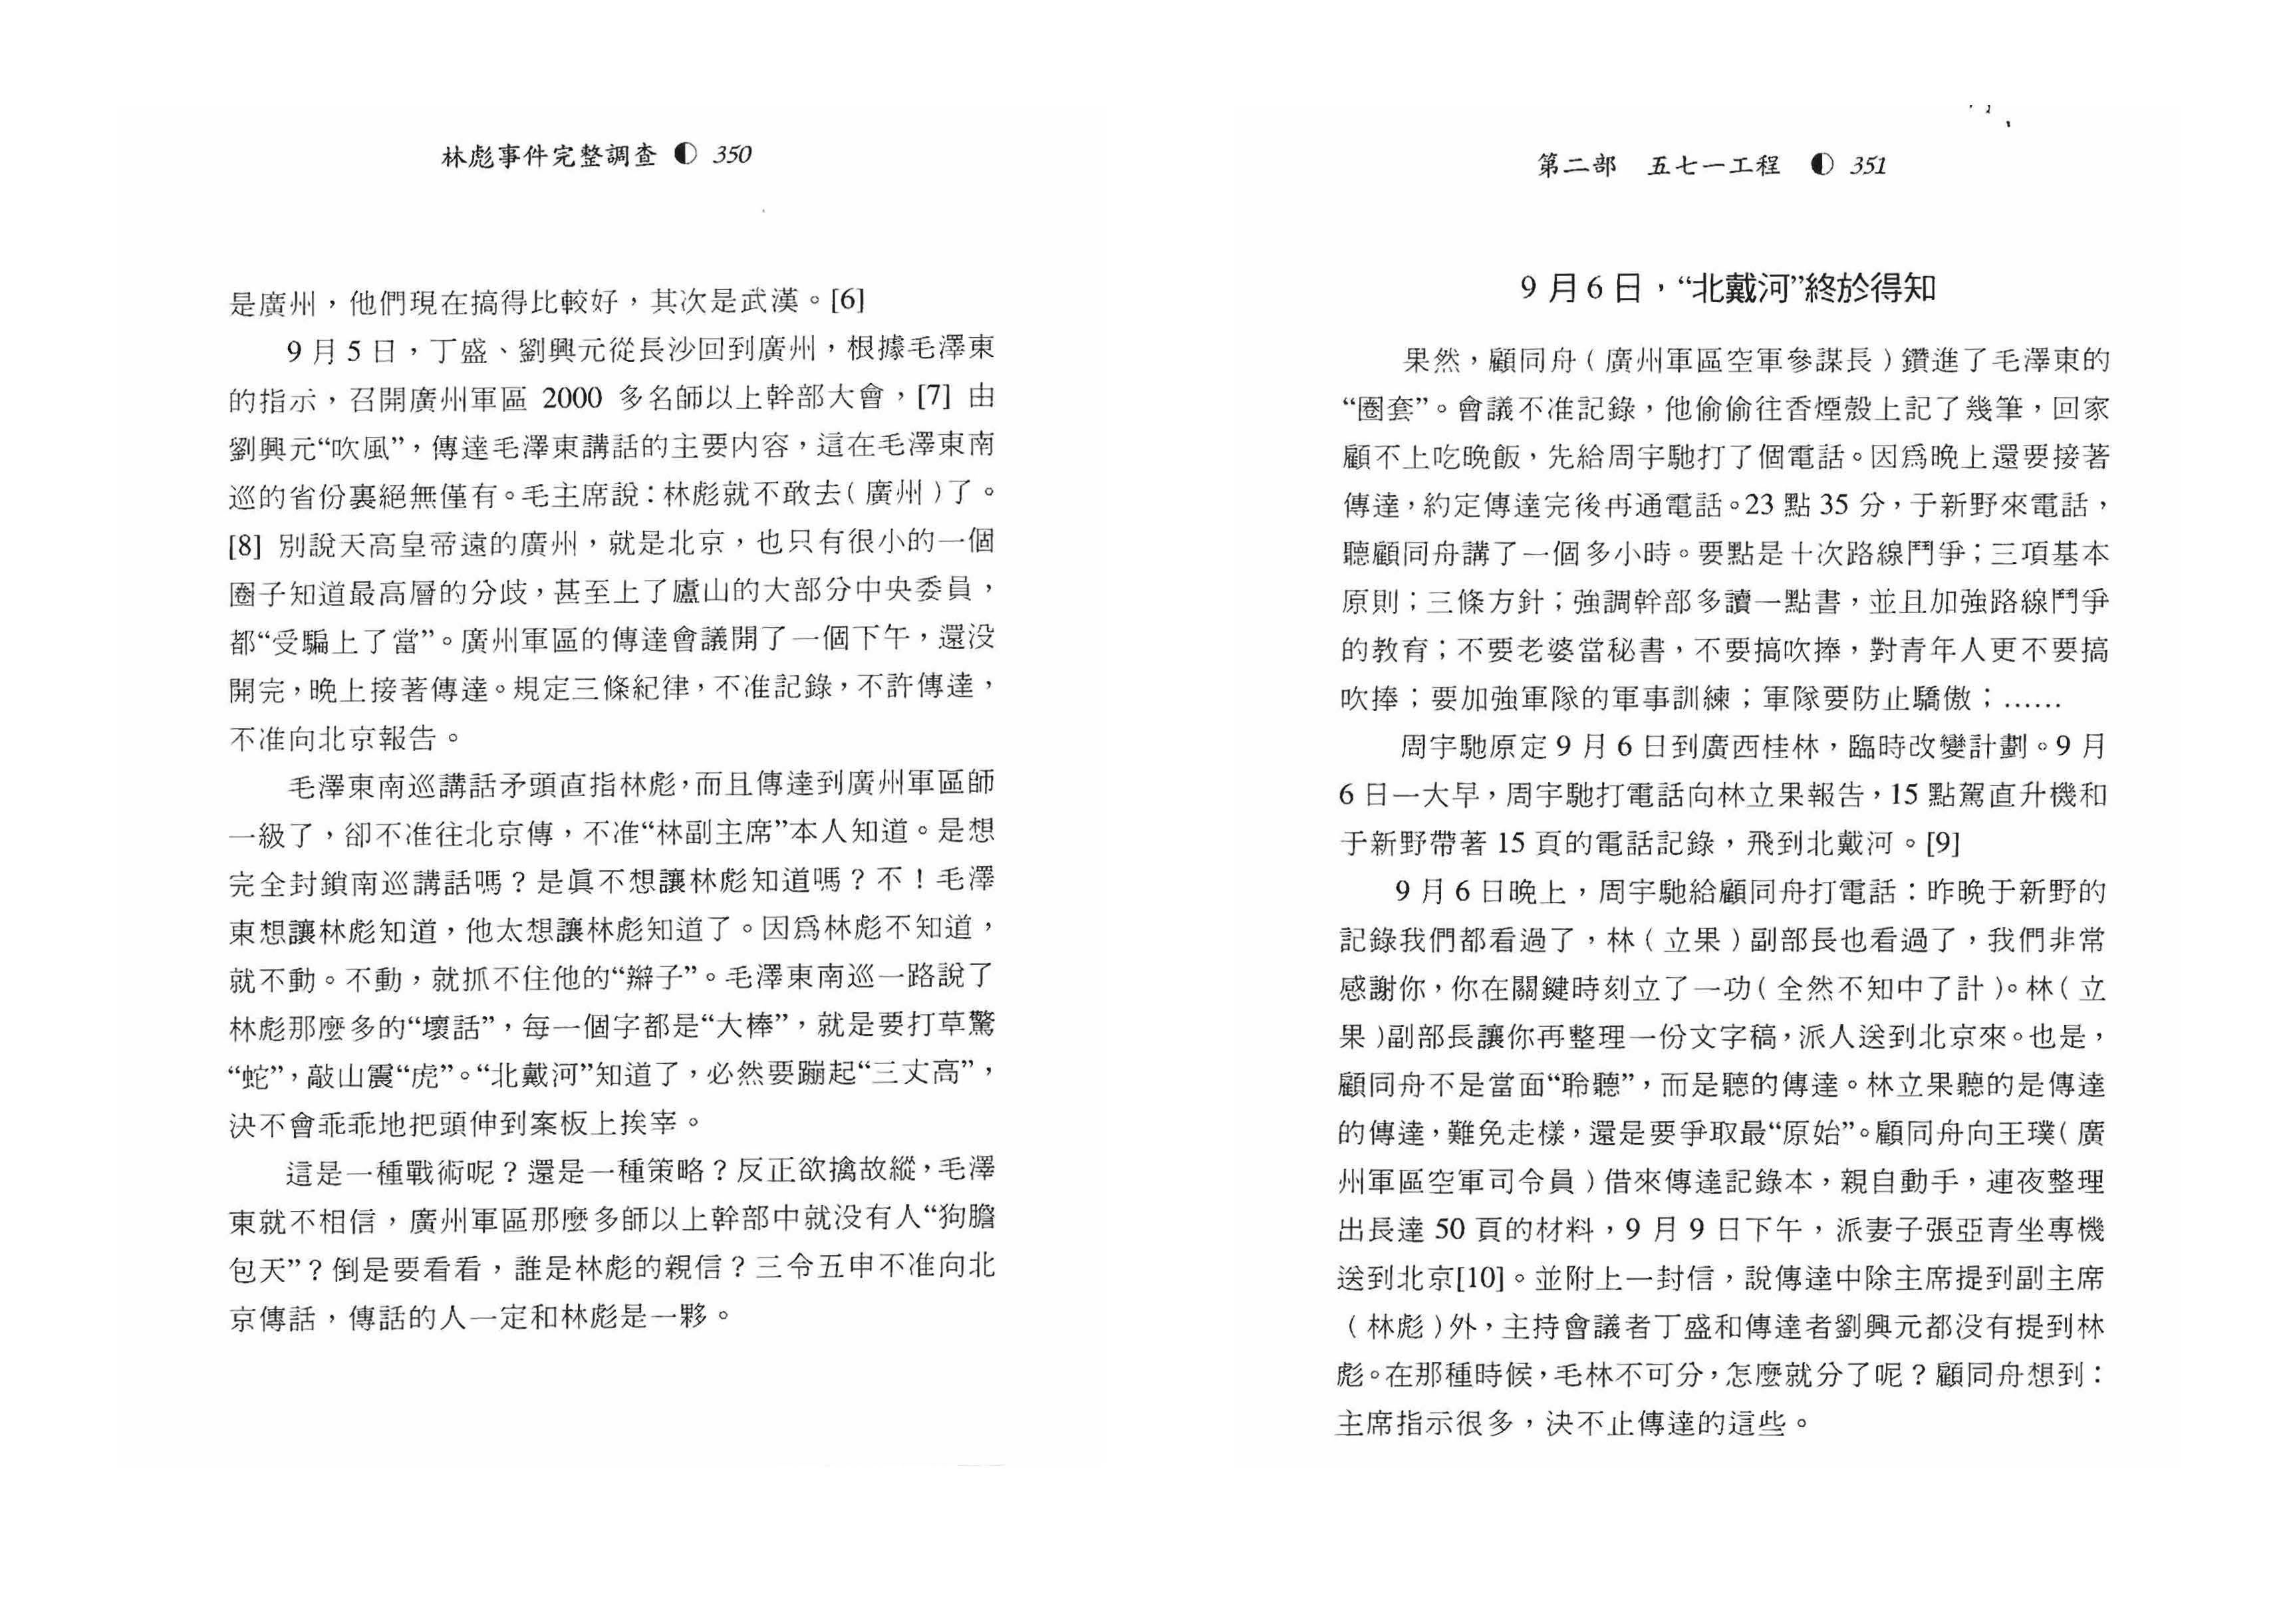 林彪事件完整調查 ◐ 350
是廣州，他們現在搞得比較好，其次是武漢。[6]
9 月 5 日，丁盛、劉興元從長沙回到廣州，根據毛澤東
的指示，召開廣州軍區 2000 多名師以上幹部大會，[7] 由
劉興元“吹風”，傳達毛澤東講話的主要内容，這在毛澤東南
巡的省份裏絕無僅有。毛主席說：林彪就不敢去（廣州）了。
[8] 別說天高皇帝遠的廣州，就是北京，也只有很小的一個
圈子知道最高層的分歧，甚至上了廬山的大部分中央委員，
都“受騙上了當”。廣州軍區的傳達會議開了一個下午，還没
開完，晚上接著傳達。規定三條紀律，不准記錄，不許傳達，
不准向北京報告。
毛澤東南巡講話矛頭直指林彪，而且傳達到廣州軍區師
一級了，卻不准往北京傳，不准“林副主席”本人知道。是想
完全封鎖南巡講話嗎？是眞不想讓林彪知道嗎？不！毛澤
東想讓林彪知道，他太想讓林彪知道了。因爲林彪不知道，
就不動。不動，就抓不住他的“辮子”。毛澤東南巡一路說了
林彪那麼多的“壞話”，每一個字都是“大棒”，就是要打草驚
“蛇”，敲山震“虎”。“北戴河”知道了，必然要蹦起“三丈高”，
決不會乖乖地把頭伸到案板上挨宰。
這是一種戰術呢？還是一種策略？反正欲擒故縱，毛澤
東就不相信，廣州軍區那麼多師以上幹部中就没有人“狗膽
包天”？倒是要看看，誰是林彪的親信？三令五申不准向北
京傳話，傳話的人一定和林彪是一夥。
第二部 五七一工程 ◐ 351
9 月 6 日，“北戴河”終於得知
果然，顧同舟（廣州軍區空軍參謀長）鑽進了毛澤東的
“圈套”。會議不准記錄，他偷偷往香煙殼上記了幾筆，回家
顧不上吃晚飯，先給周宇馳打了個電話。因爲晚上還要接著
傳達，約定傳達完後再通電話。23 點 35 分，于新野來電話，
聽顧同舟講了一個多小時。要點是十次路線鬥爭；三項基本
原則；三條方針；強調幹部多讀一點書，並且加強路線鬥爭
的教育；不要老婆當秘書，不要搞吹捧，對青年人更不要搞
吹捧；要加強軍隊的軍事訓練；軍隊要防止驕傲；……
周宇馳原定 9 月 6 日到廣西桂林，臨時改變計劃。9 月
6 日一大早，周宇馳打電話向林立果報告，15 點駕直升機和
于新野帶著 15 頁的電話記錄，飛到北戴河。[9]
9 月 6 日晚上，周宇馳給顧同舟打電話：昨晚于新野的
記錄我們都看過了，林（立果）副部長也看過了，我們非常
感謝你，你在關鍵時刻立了一功（全然不知中了計）。林（立
果）副部長讓你再整理一份文字稿，派人送到北京來。也是，
顧同舟不是當面“聆聽”，而是聽的傳達。林立果聽的是傳達
的傳達，難免走樣，還是要爭取最“原始”。顧同舟向王璞（廣
州軍區空軍司令員）借來傳達記錄本，親自動手，連夜整理
出長達 50 頁的材料，9 月 9 日下午，派妻子張亞青坐專機
送到北京[10]。並附上一封信，說傳達中除主席提到副主席
（林彪）外，主持會議者丁盛和傳達者劉興元都没有提到林
彪。在那種時候，毛林不可分，怎麼就分了呢？顧同舟想到：
主席指示很多，決不止傳達的這些。